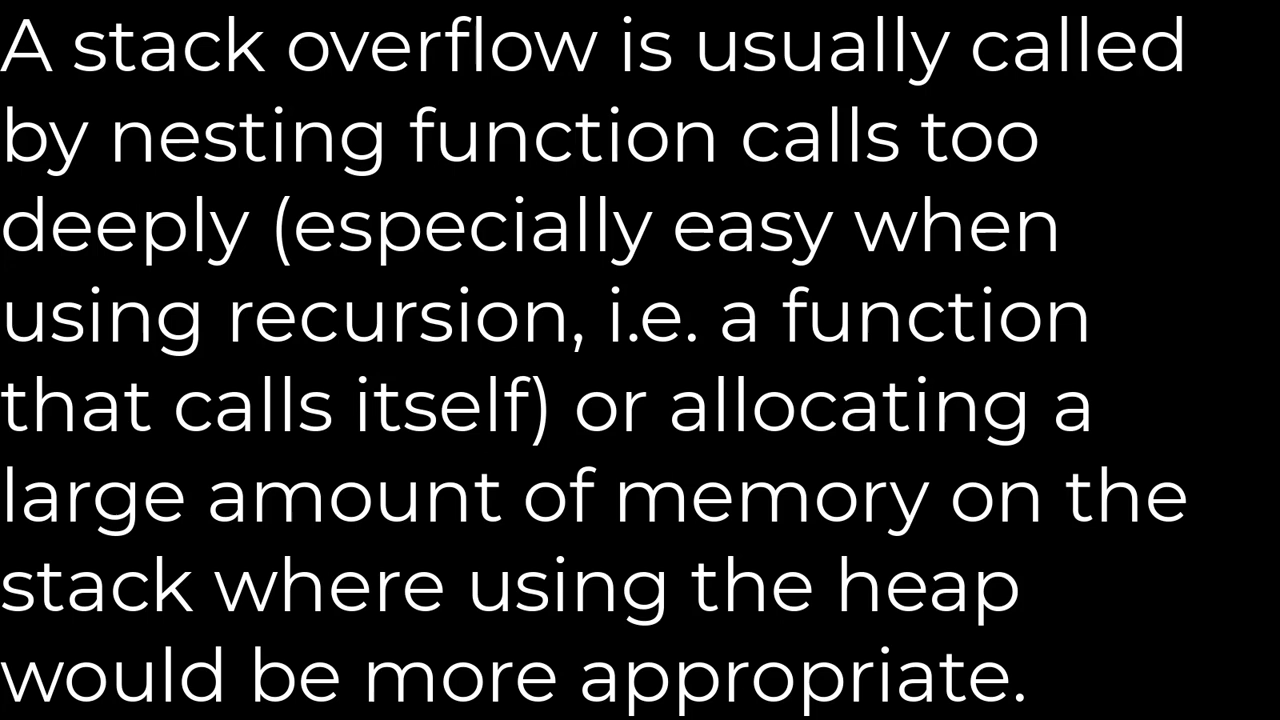 A stack overflow is usually called
by nesting function calls too
deeply (especially easy when
using recursion, i.e. a function
that calls itself) or allocating a
large amount of memory on the
stack where using the heap
would be more appropriate.